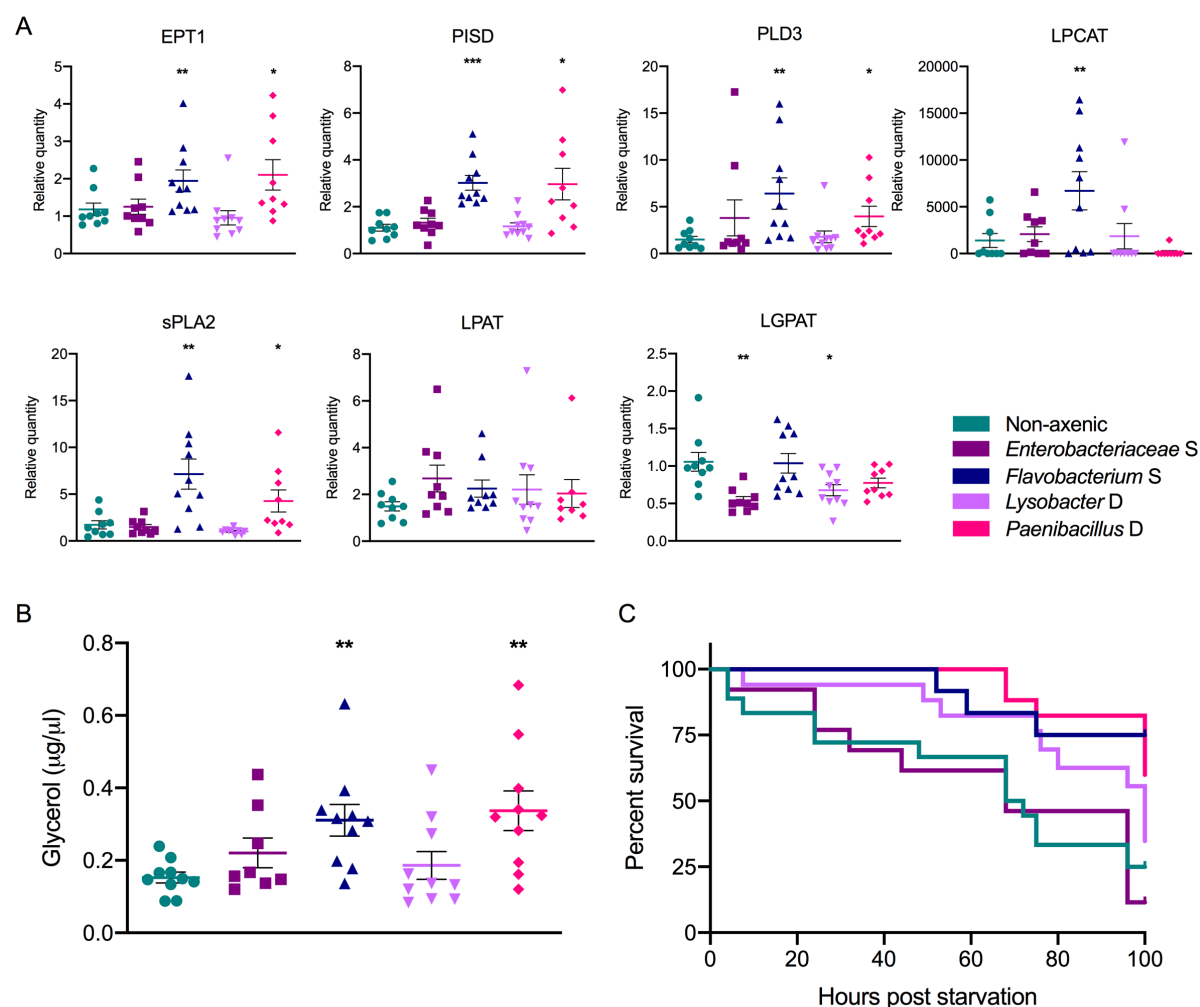 A
EPT1
Relative quantity
5
4
3
2
1
0
**
*
PISD
Relative quantity
8
6
4
2
0
***
*
PLD3
Relative quantity
20
15
10
5
0
**
*
LPCAT
Relative quantity
20000
15000
10000
5000
0
**
sPLA2
Relative quantity
20
15
10
5
0
**
*
LPAT
Relative quantity
8
6
4
2
0
LGPAT
Relative quantity
2.5
2.0
1.5
1.0
0.5
0.0
**
*
Non-axenic
Enterobacteriaceae S
Flavobacterium S
Lysobacter D
Paenibacillus D
B
Glycerol (μg/μl)
0.8
0.6
0.4
0.2
0.0
**
**
C
Percent survival
100
75
50
25
0
0 20 40 60 80 100
Hours post starvation